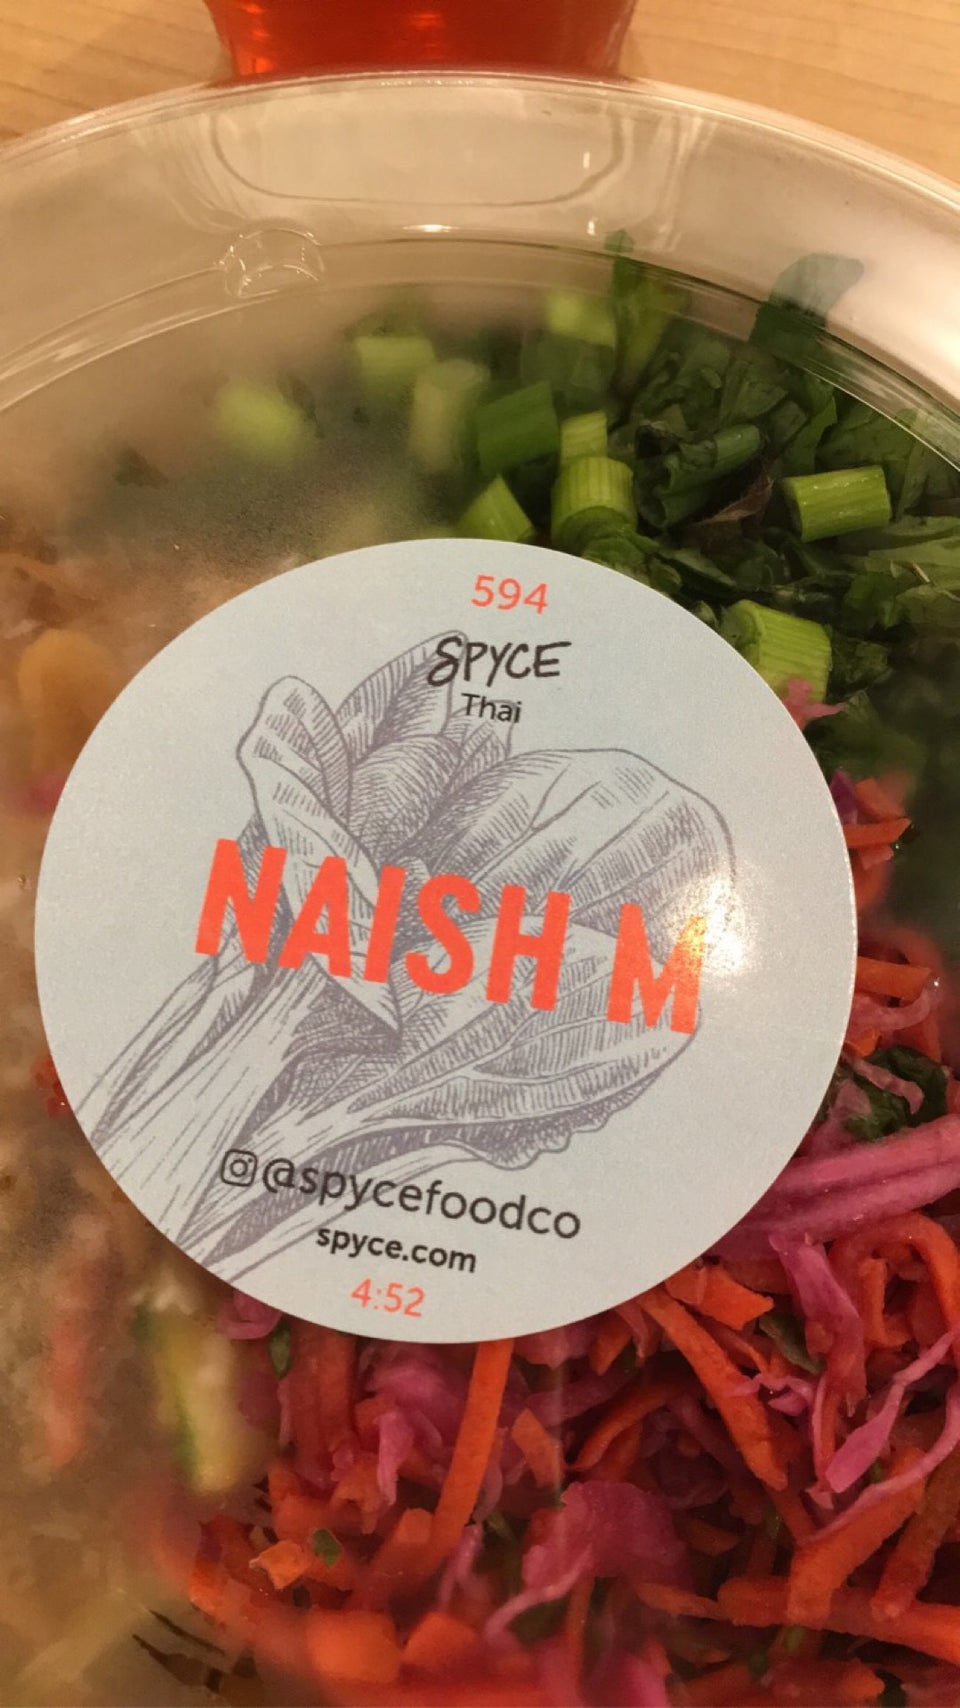 594
SPYCE
Thai
NAISH M
@spycefoodco
spyce.com
4:52